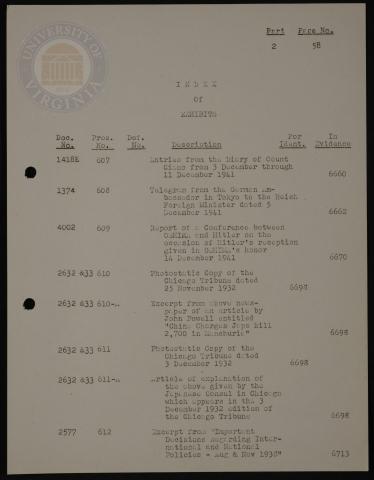 UNIVERSITY OF VIRGINIA
Part Page No.
2 58
INDEX
Of
EXHIBITS
Doc. No. Pros. No. Def. No. Description For Ident. In Evidence
1418E 607 Entries from the Diary of Count
Ciano from 3 December through
11 December 1941 6660
1374 608 Telegram from the German Am-
bassador in Tokyo to the Reich
Foreign Minister dated 5
December 1941 6662
4002 609 Report of a Conference between
OSHIMA and Hitler on the
occasion of Hitler's reception
given in OSHIMA's honor
14 December 1941 6670
2632 &33 610 Photostatic Copy of the
Chicago Tribune dated
25 November 1932 6698
2632 &33 610-A Excerpt from above news-
paper of an article by
John Powell entitled
"China Charges Japs kill
2,700 in Manchuria" 6698
2632 &33 611 Photostatic Copy of the
Chicago Tribune dated
3 December 1932 6698
2632 &33 611-A Article of explanation of
the above given by the
Japanese Consul in Chicago
which appears in the 3
December 1932 edition of
the Chicago Tribune 6698
2577 612 Excerpt from "Important
Decisions Regarding Inter-
national and National
Policies - Aug & Nov 1938" 6713